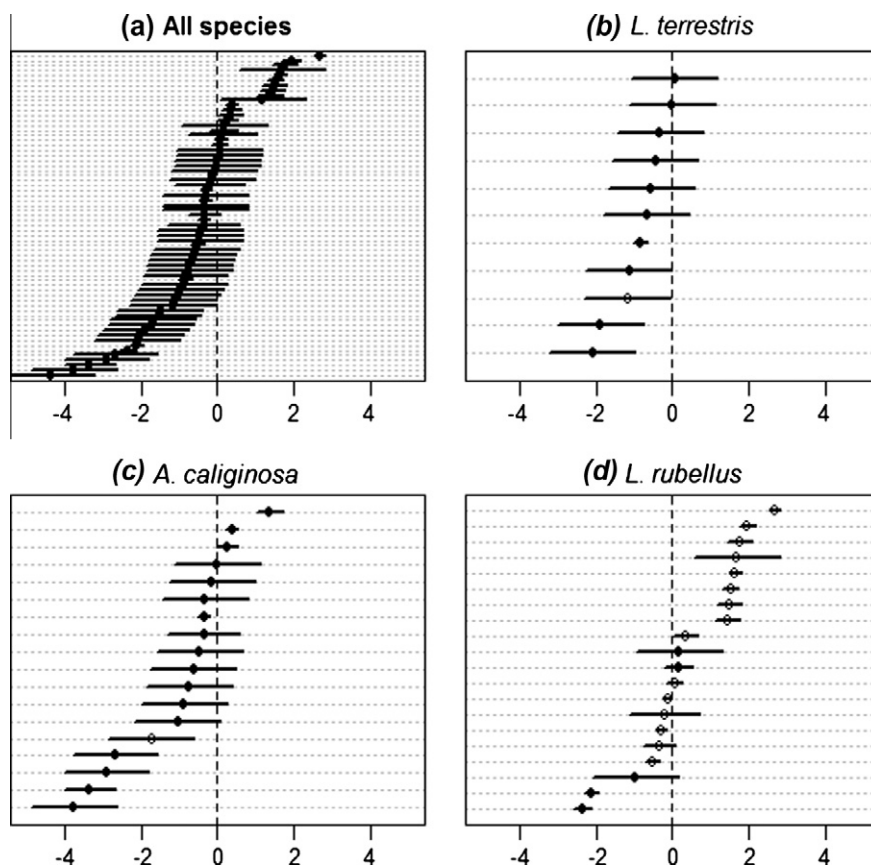 (a) All species
(b) L. terrestris
-4 -2 0 2 4
-4 -2 0 2 4
(c) A. caliginosa
(d) L. rubellus
-4 -2 0 2 4
-4 -2 0 2 4